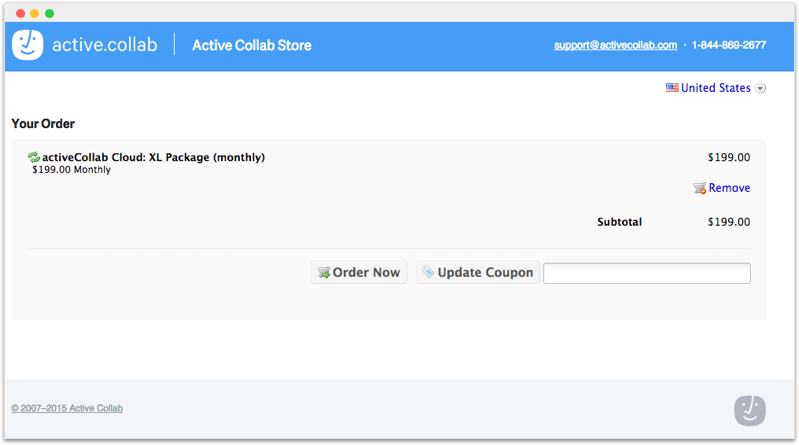 active.collab
Active Collab Store
support@activecollab.com · 1-844-869-2677
United States
Your Order
activeCollab Cloud: XL Package (monthly) $199.00
$199.00 Monthly
Remove
Subtotal $199.00
Order Now Update Coupon
© 2007–2015 Active Collab